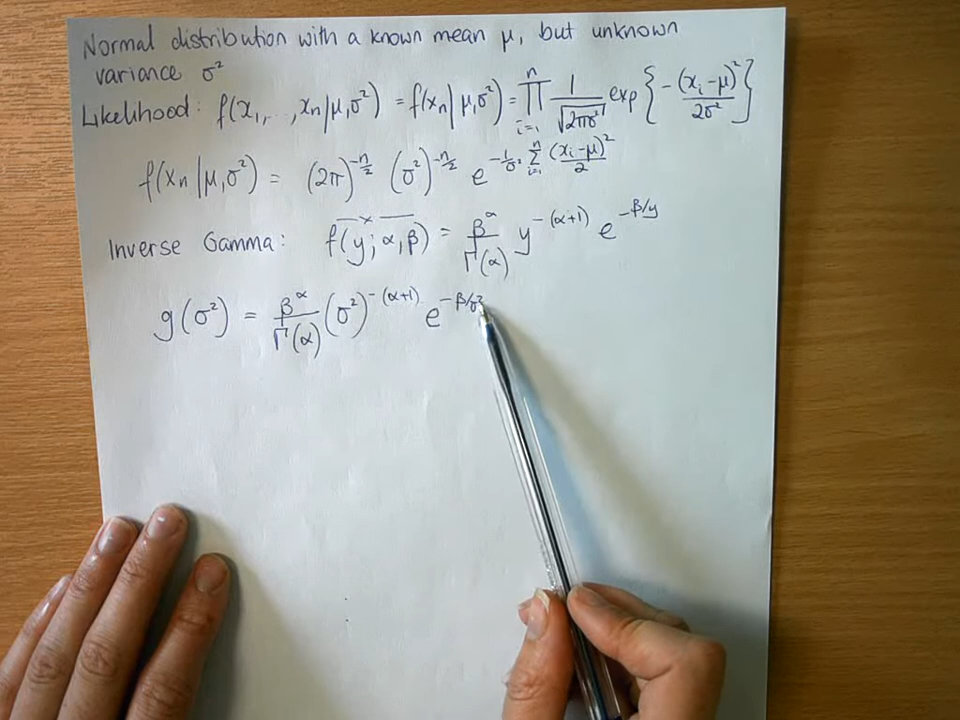 Normal distribution with a known mean μ, but unknown
variance σ²
Likelihood: f(x₁,..,xₙ|μ,σ²) = f(xₙ|μ,σ²) = ∏ᵢ₌₁ⁿ 1/√(2πσ²) exp{-(xᵢ-μ)²/2σ²}
f(xₙ|μ,σ²) = (2π)^(-n/2) (σ²)^(-n/2) e^(-1/σ² ∑ᵢ₌₁ⁿ (xᵢ-μ)²/2)
Inverse Gamma: f(y; α, β) = β^α/Γ(α) y^(-(α+1)) e^(-β/y)
g(σ²) = β^α/Γ(α) (σ²)^(-(α+1)) e^(-β/σ²)